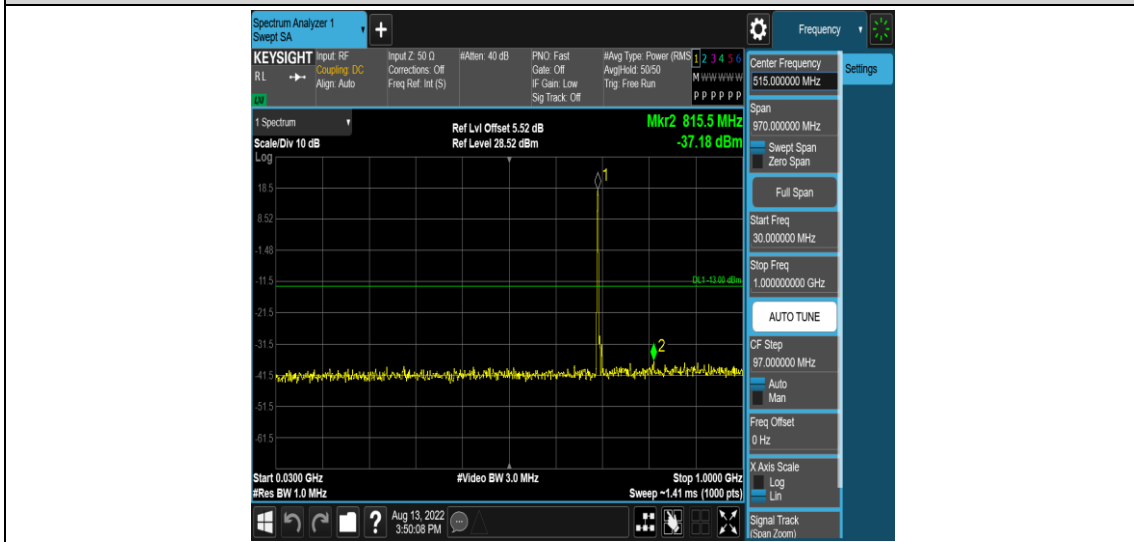 Spectrum Analyzer 1
Swept SA
+
Frequency
KEYSIGHT
Input: RF
Input Z: 50 Ω
#Atten: 40 dB
PNO: Fast
#Avg Type: Power (RMS
1 2 3 4 5 6
RL
Coupling: DC
Corrections: Off
Gate: Off
Avg|Hold: 50/50
M W W W W W
Align: Auto
Freq Ref: Int (S)
IF Gain: Low
Trig: Free Run
Sig Track: Off
P P P P P P
1 Spectrum
Ref Lvl Offset 5.52 dB
Mkr2 815.5 MHz
Scale/Div 10 dB
Ref Level 28.52 dBm
-37.18 dBm
Log
1
18.5
8.52
-1.48
-11.5
DL1 -13.00 dBm
-21.5
-31.5
2
-41.5
-51.5
-61.5
Start 0.0300 GHz
#Video BW 3.0 MHz
Stop 1.0000 GHz
#Res BW 1.0 MHz
Sweep ~1.41 ms (1000 pts)
?
Aug 13, 2022
3:50:08 PM
Center Frequency
515.000000 MHz
Settings
Span
970.000000 MHz
Swept Span
Zero Span
Full Span
Start Freq
30.000000 MHz
Stop Freq
1.000000000 GHz
AUTO TUNE
CF Step
97.000000 MHz
Auto
Man
Freq Offset
0 Hz
X Axis Scale
Log
Lin
Signal Track
(Span Zoom)